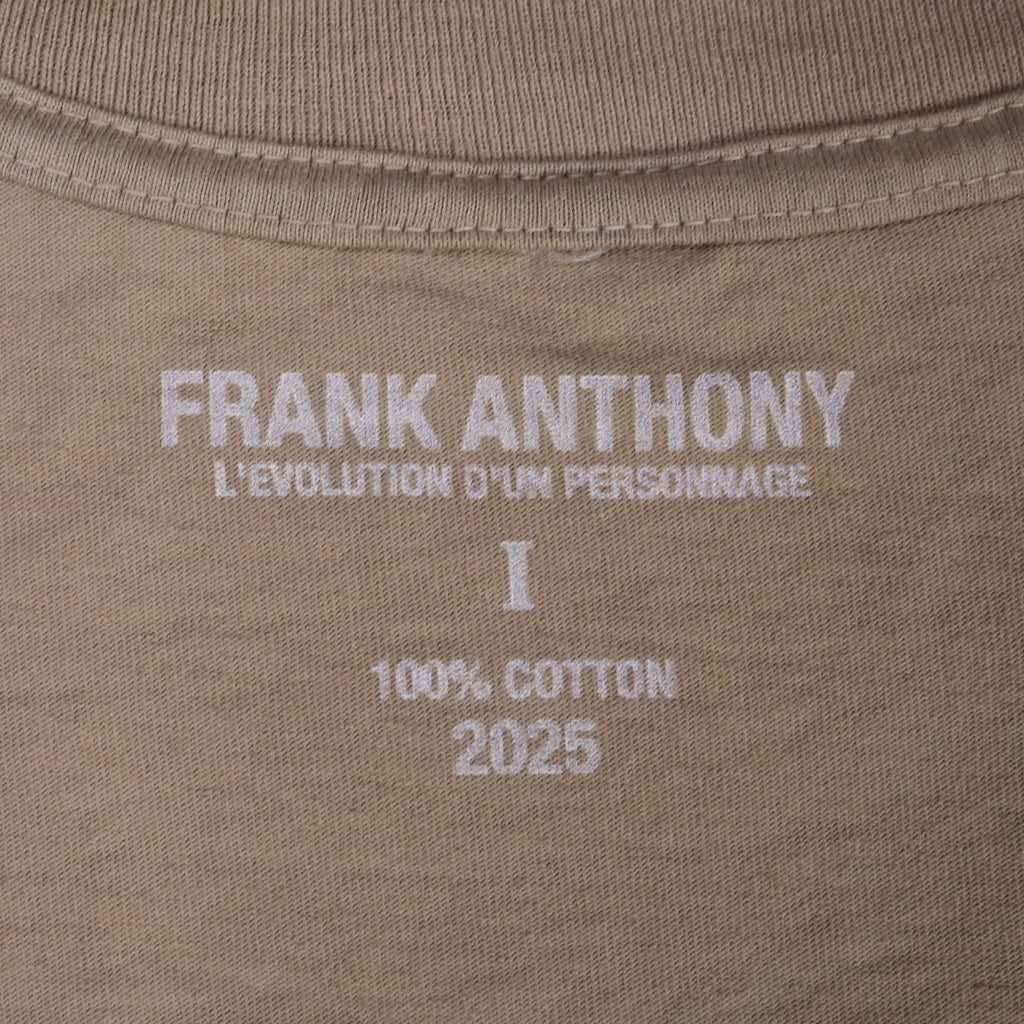 FRANK ANTHONY
L'EVOLUTION D'UN PERSONNAGE
I
100% COTTON
2025